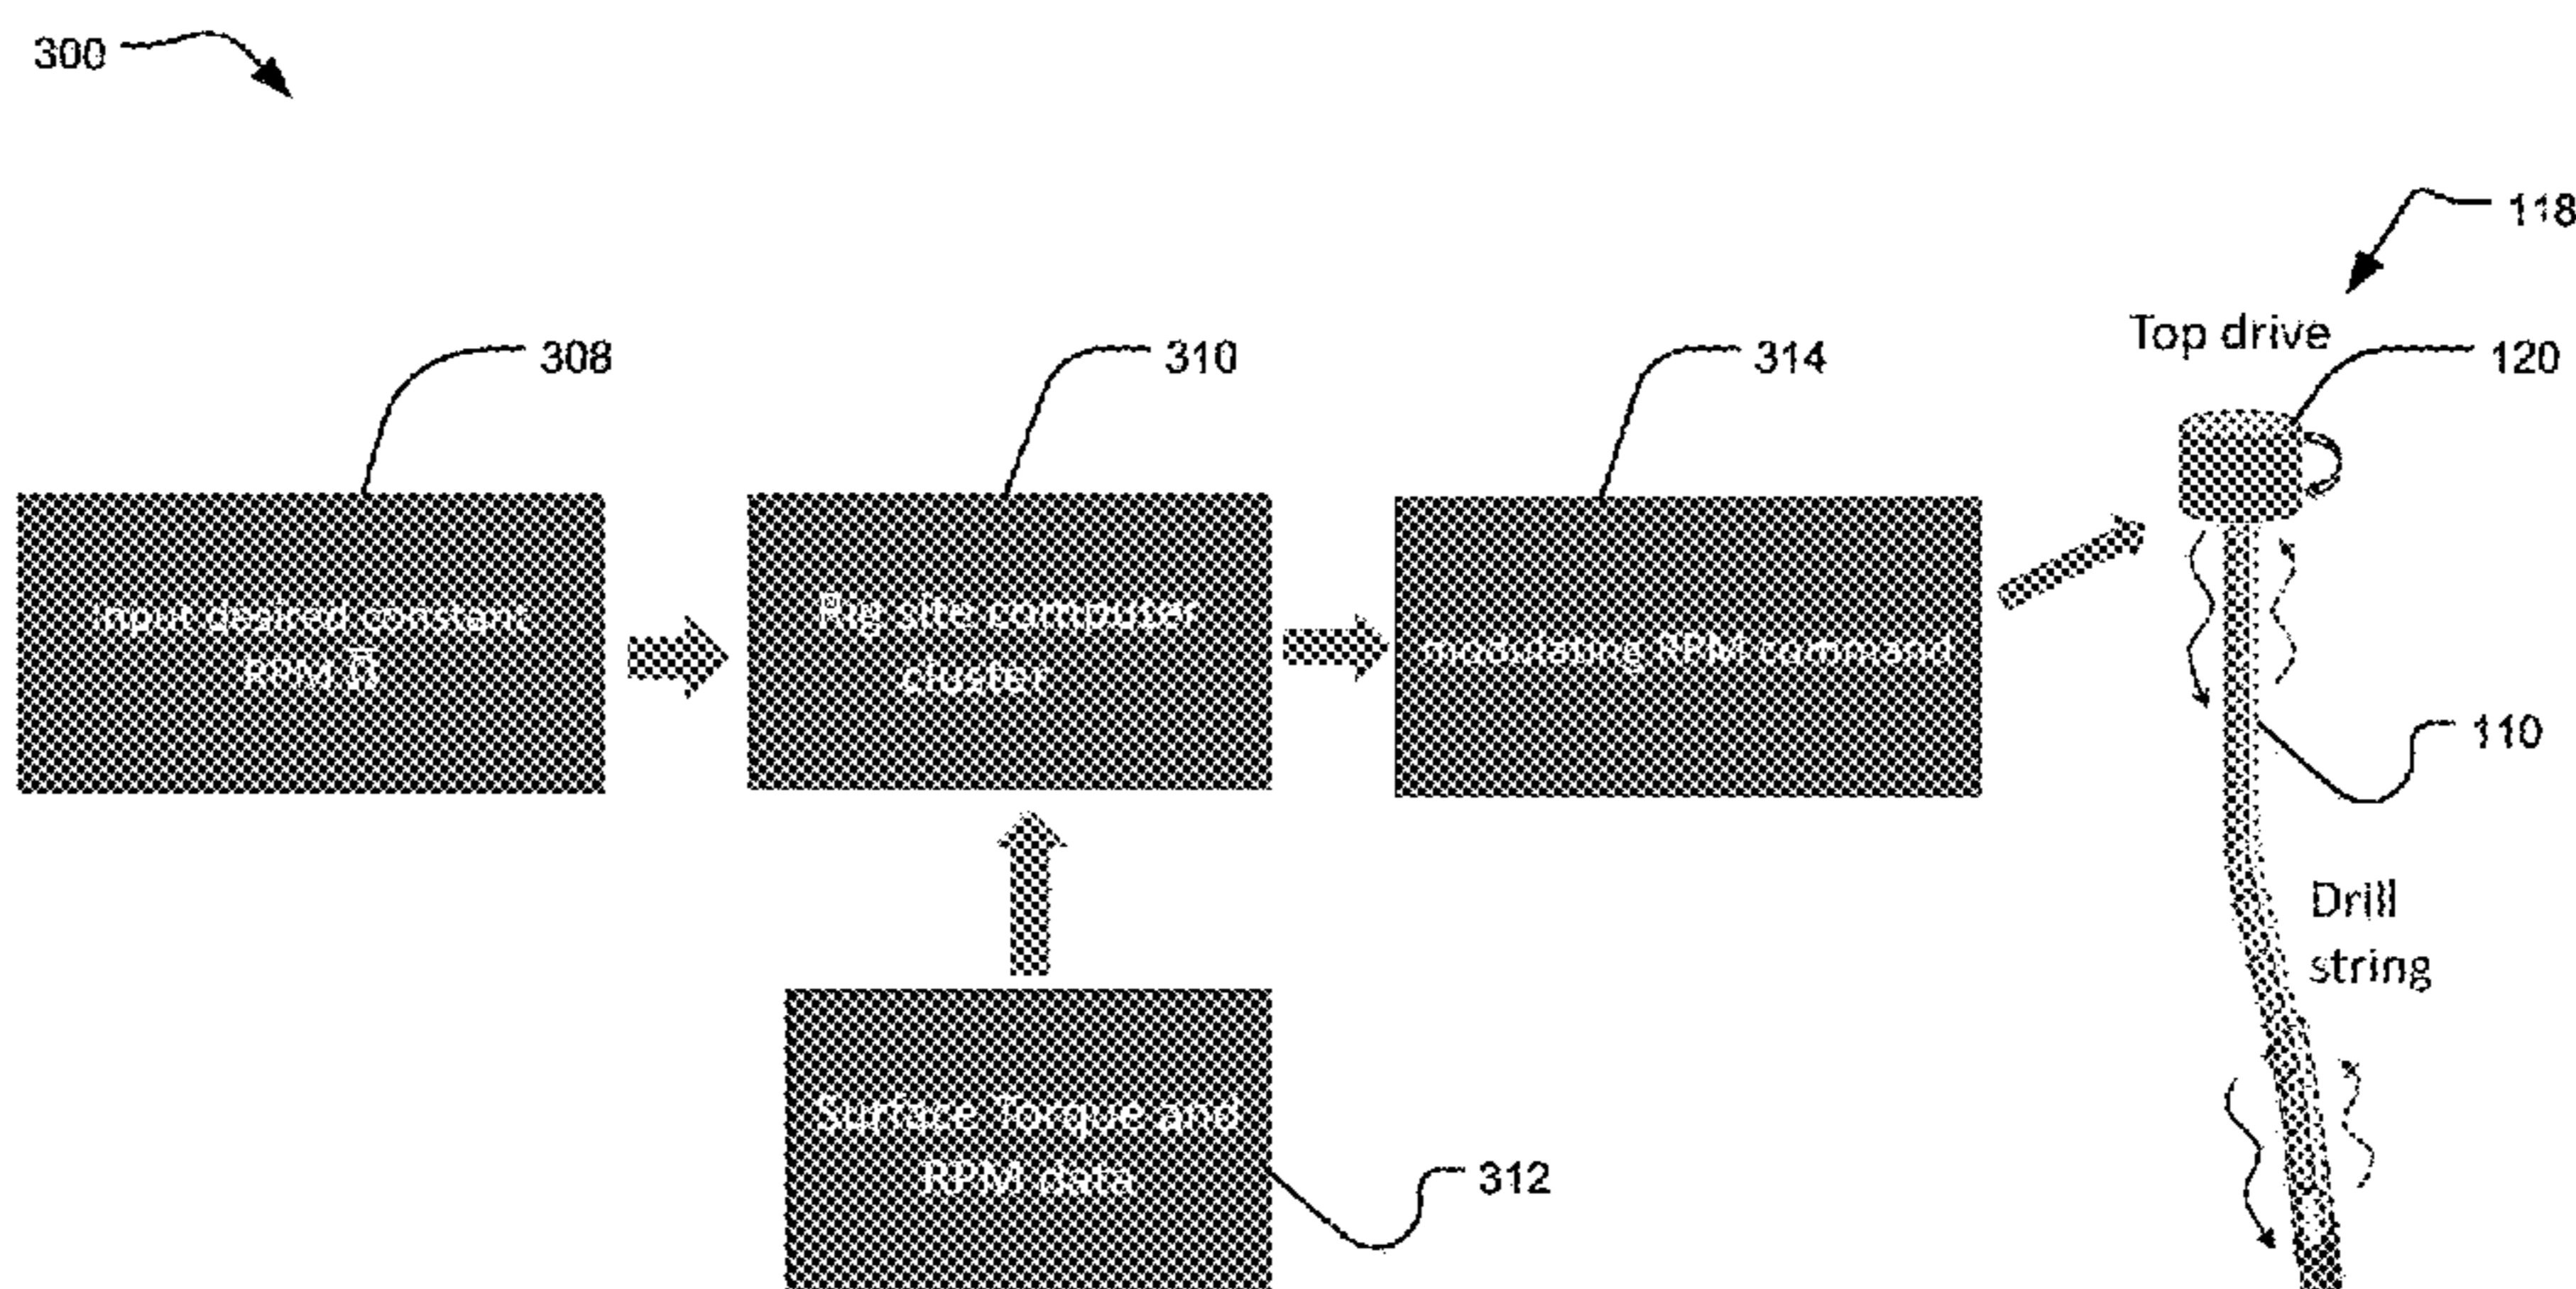 300
118
Top drive
308
310
314
120
Input desired constant
RPM Ω̅
Rig site computer
cluster
modulating RPM command
110
Drill
string
Surface Torque and
RPM data
312